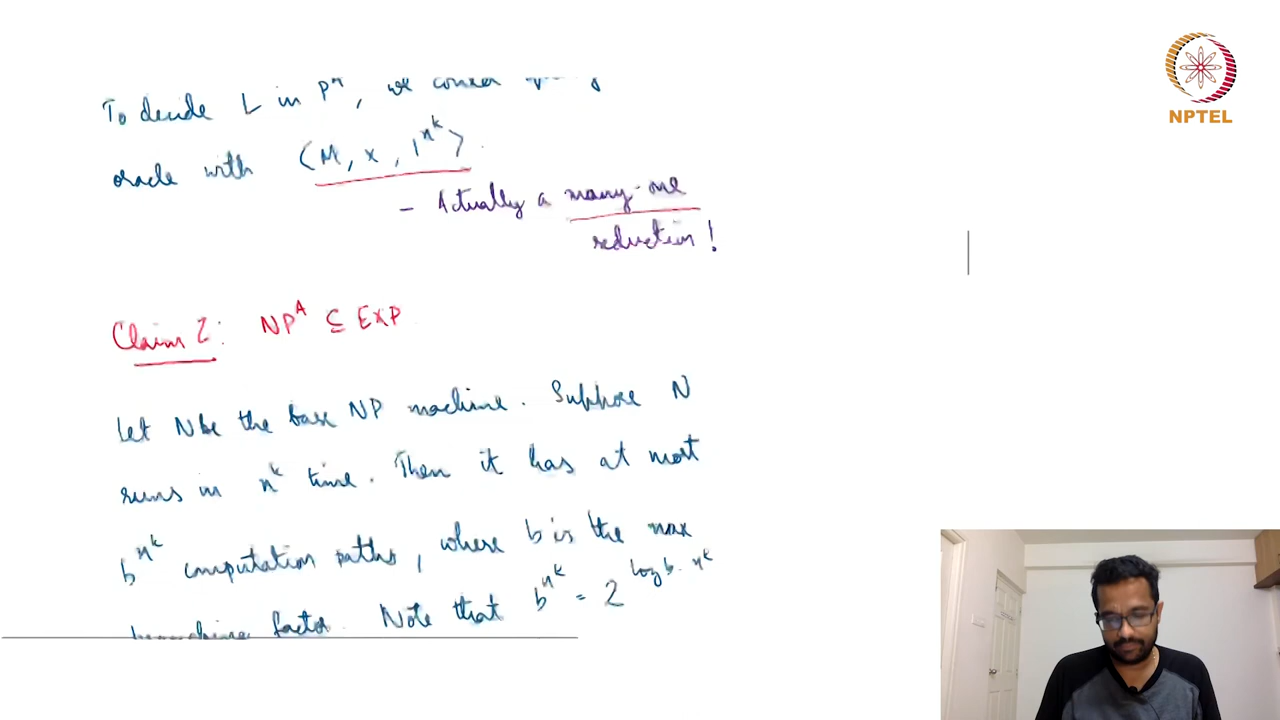 To decide L in P^A, we
oracle with ⟨M, x, 1^{n^k}⟩.
- Actually a many-one
reduction!
Claim 2: NP^A ⊆ EXP
Let N be the base NP machine. Suppose N
runs in n^k time. Then it has at most
b^{n^k} computation paths, where b is the max
branching factor. Note that b^{n^k} = 2^{log b · n^k}
NPTEL